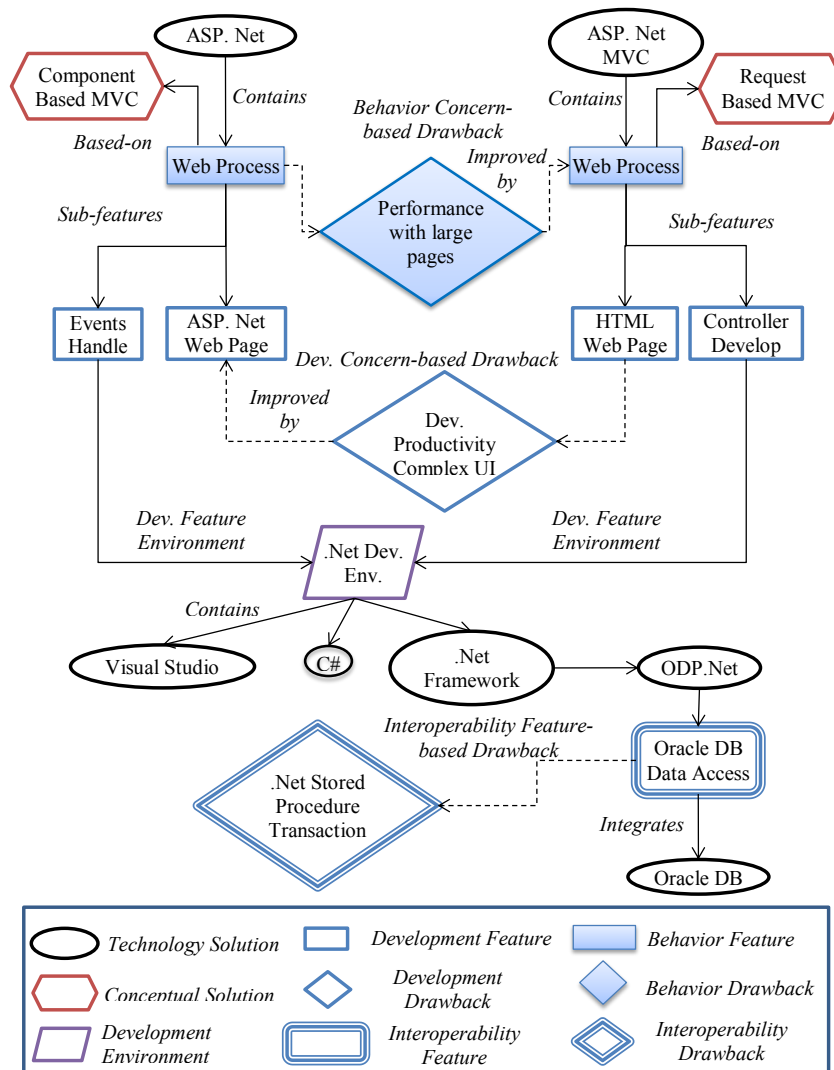 ASP. Net
ASP. Net
MVC
Component
Based MVC
Request
Based MVC
Contains
Contains
Behavior Concern-
based Drawback
Based-on
Based-on
Improved
by
Web Process
Web Process
Performance
with large
pages
Sub-features
Sub-features
Events
Handle
ASP. Net
Web Page
HTML
Web Page
Controller
Develop
Dev. Concern-based Drawback
Improved
by
Dev.
Productivity
Complex UI
Dev. Feature
Environment
Dev. Feature
Environment
.Net Dev.
Env.
Contains
Visual Studio
C#
.Net
Framework
ODP.Net
Interoperability Feature-
based Drawback
Oracle DB
Data Access
.Net Stored
Procedure
Transaction
Integrates
Oracle DB
Technology Solution
Development Feature
Behavior Feature
Conceptual Solution
Development
Drawback
Behavior Drawback
Development
Environment
Interoperability
Feature
Interoperability
Drawback